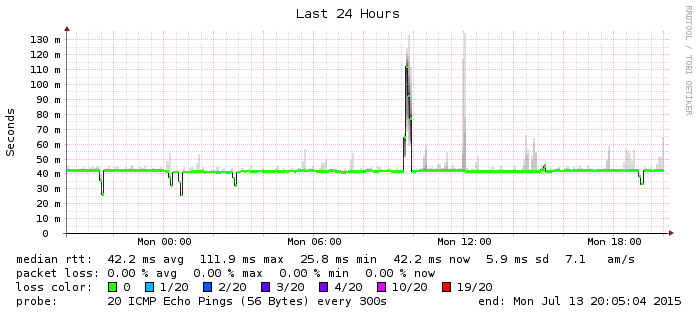 Last 24 Hours
RRDTOOL / TOBI OETIKER
Seconds
130 m
120 m
110 m
100 m
90 m
80 m
70 m
60 m
50 m
40 m
30 m
20 m
10 m
0
Mon 00:00 Mon 06:00 Mon 12:00 Mon 18:00
median rtt: 42.2 ms avg 111.9 ms max 25.8 ms min 42.2 ms now 5.9 ms sd 7.1 am/s
packet loss: 0.00 % avg 0.00 % max 0.00 % min 0.00 % now
loss color: 0 1/20 2/20 3/20 4/20 10/20 19/20
probe: 20 ICMP Echo Pings (56 Bytes) every 300s end: Mon Jul 13 20:05:04 2015